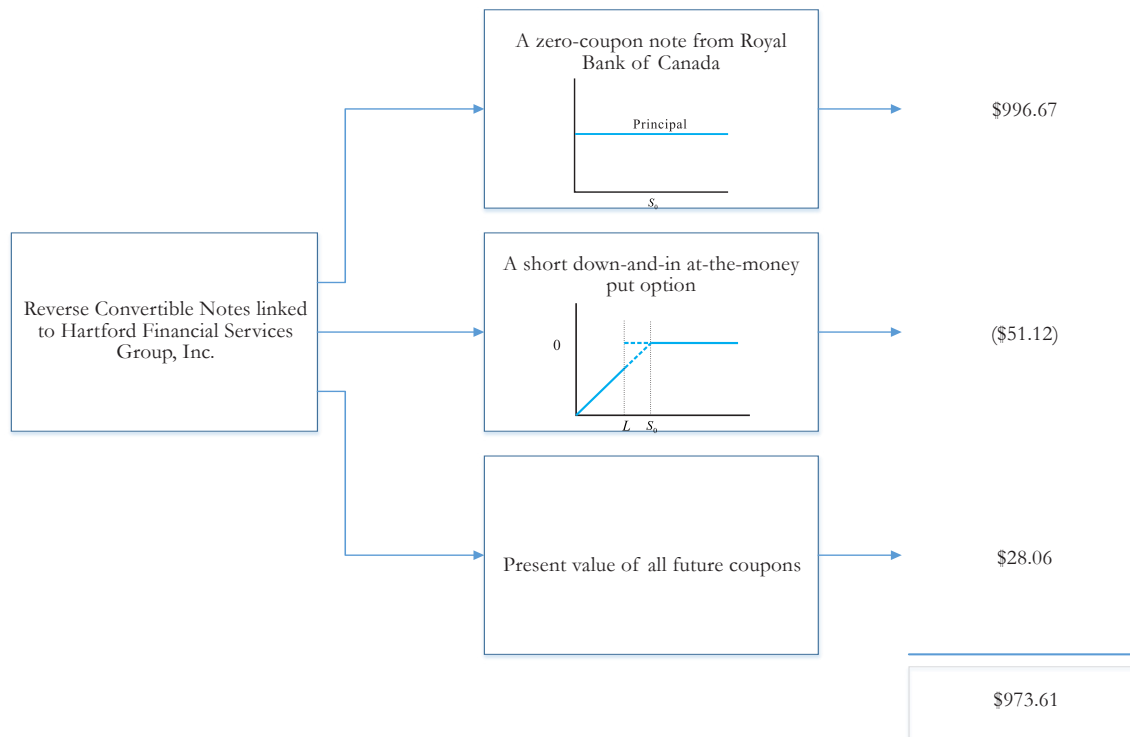 A zero-coupon note from Royal
Bank of Canada
Principal
S₀
$996.67
Reverse Convertible Notes linked
to Hartford Financial Services
Group, Inc.
A short down-and-in at-the-money
put option
0
L S₀
($51.12)
Present value of all future coupons
$28.06
$973.61